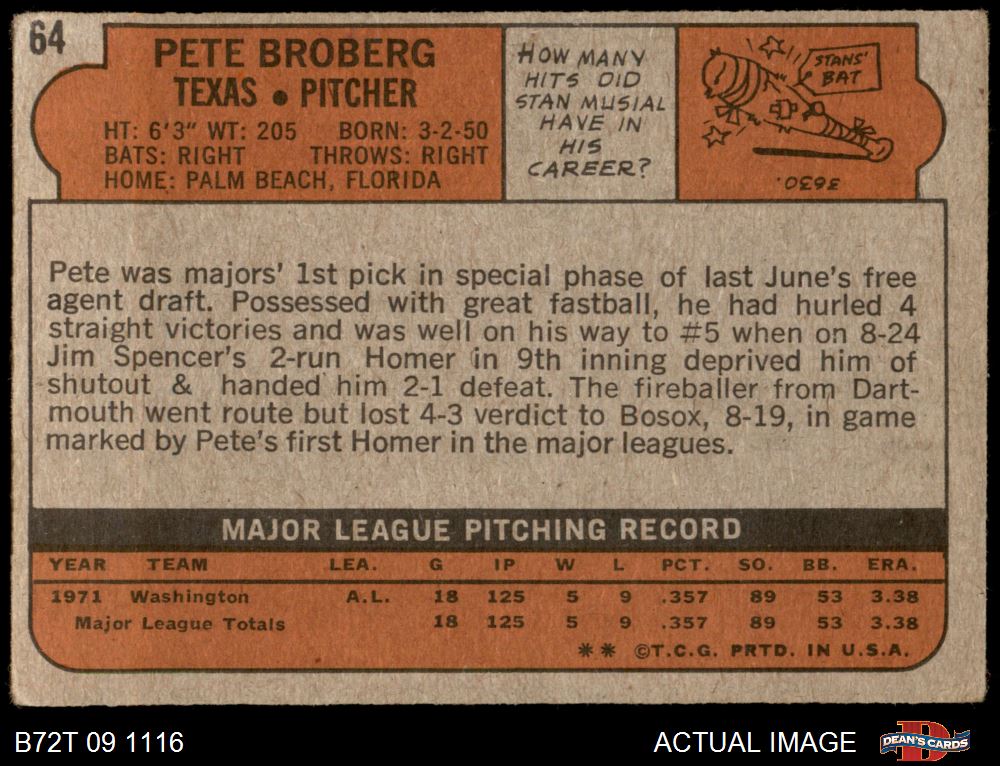 64
PETE BROBERG
TEXAS • PITCHER
HT: 6'3" WT: 205 BORN: 3-2-50
BATS: RIGHT THROWS: RIGHT
HOME: PALM BEACH, FLORIDA
HOW MANY
HITS DID
STAN MUSIAL
HAVE IN
HIS
CAREER?
STANS'
BAT
3630.
Pete was majors' 1st pick in special phase of last June's free
agent draft. Possessed with great fastball, he had hurled 4
straight victories and was well on his way to #5 when on 8-24
Jim Spencer's 2-run Homer in 9th inning deprived him of
shutout & handed him 2-1 defeat. The fireballer from Dart-
mouth went route but lost 4-3 verdict to Bosox, 8-19, in game
marked by Pete's first Homer in the major leagues.
MAJOR LEAGUE PITCHING RECORD
YEAR TEAM LEA. G IP W L PCT. SO. BB. ERA.
1971 Washington A.L. 18 125 5 9 .357 89 53 3.38
Major League Totals 18 125 5 9 .357 89 53 3.38
** ©T.C.G. PRTD. IN U.S.A.
B72T 09 1116
ACTUAL IMAGE
D
DEAN'S CARDS